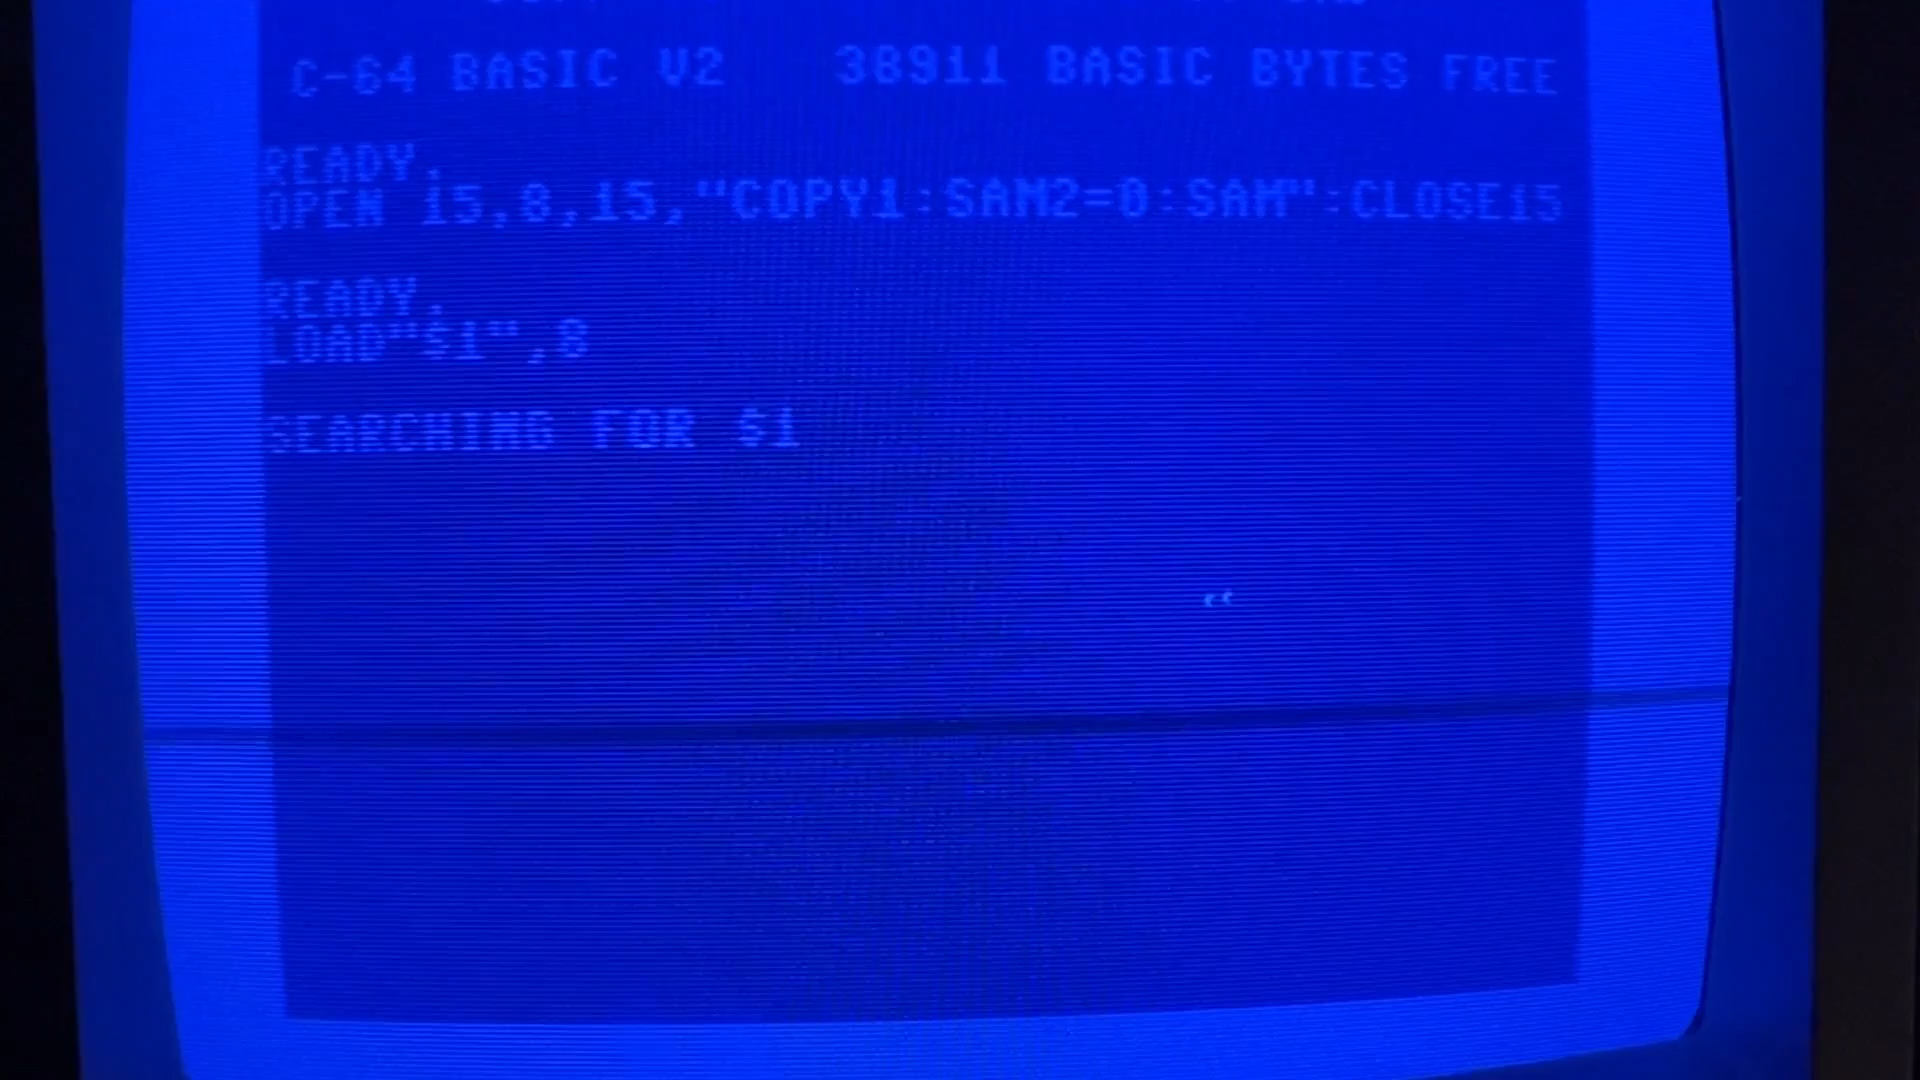 C-64 BASIC V2   38911 BASIC BYTES FREE
READY.
OPEN 15,8,15,"COPY1:SAM2=0:SAM":CLOSE15
READY.
LOAD"$1",8
SEARCHING FOR $1